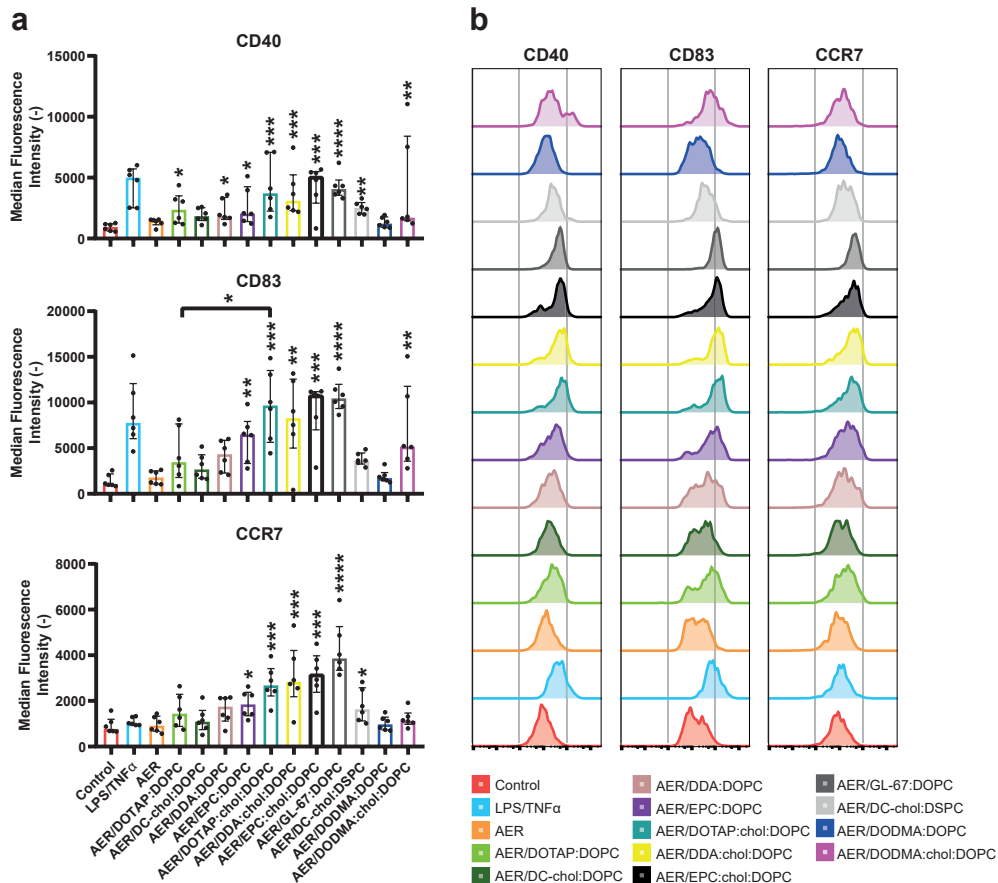 a
CD40
Median Fluorescence
Intensity (-)
15000
10000
5000
0
* * * * *** *** *** **** ** **
CD83
Median Fluorescence
Intensity (-)
20000
15000
10000
5000
0
*
** *** ** *** **** **
CCR7
Median Fluorescence
Intensity (-)
8000
6000
4000
2000
0
* *** *** *** **** *
Control
LPS/TNFα
AER
AER/DOTAP:DOPC
AER/DC-chol:DOPC
AER/DDA:DOPC
AER/EPC:DOPC
AER/DOTAP:chol:DOPC
AER/DDA:chol:DOPC
AER/EPC:chol:DOPC
AER/GL-67:DOPC
AER/DC-chol:DSPC
AER/DODMA:DOPC
AER/DODMA:chol:DOPC
b
CD40 CD83 CCR7
Control
LPS/TNFα
AER
AER/DOTAP:DOPC
AER/DC-chol:DOPC
AER/DDA:DOPC
AER/EPC:DOPC
AER/DOTAP:chol:DOPC
AER/DDA:chol:DOPC
AER/EPC:chol:DOPC
AER/GL-67:DOPC
AER/DC-chol:DSPC
AER/DODMA:DOPC
AER/DODMA:chol:DOPC